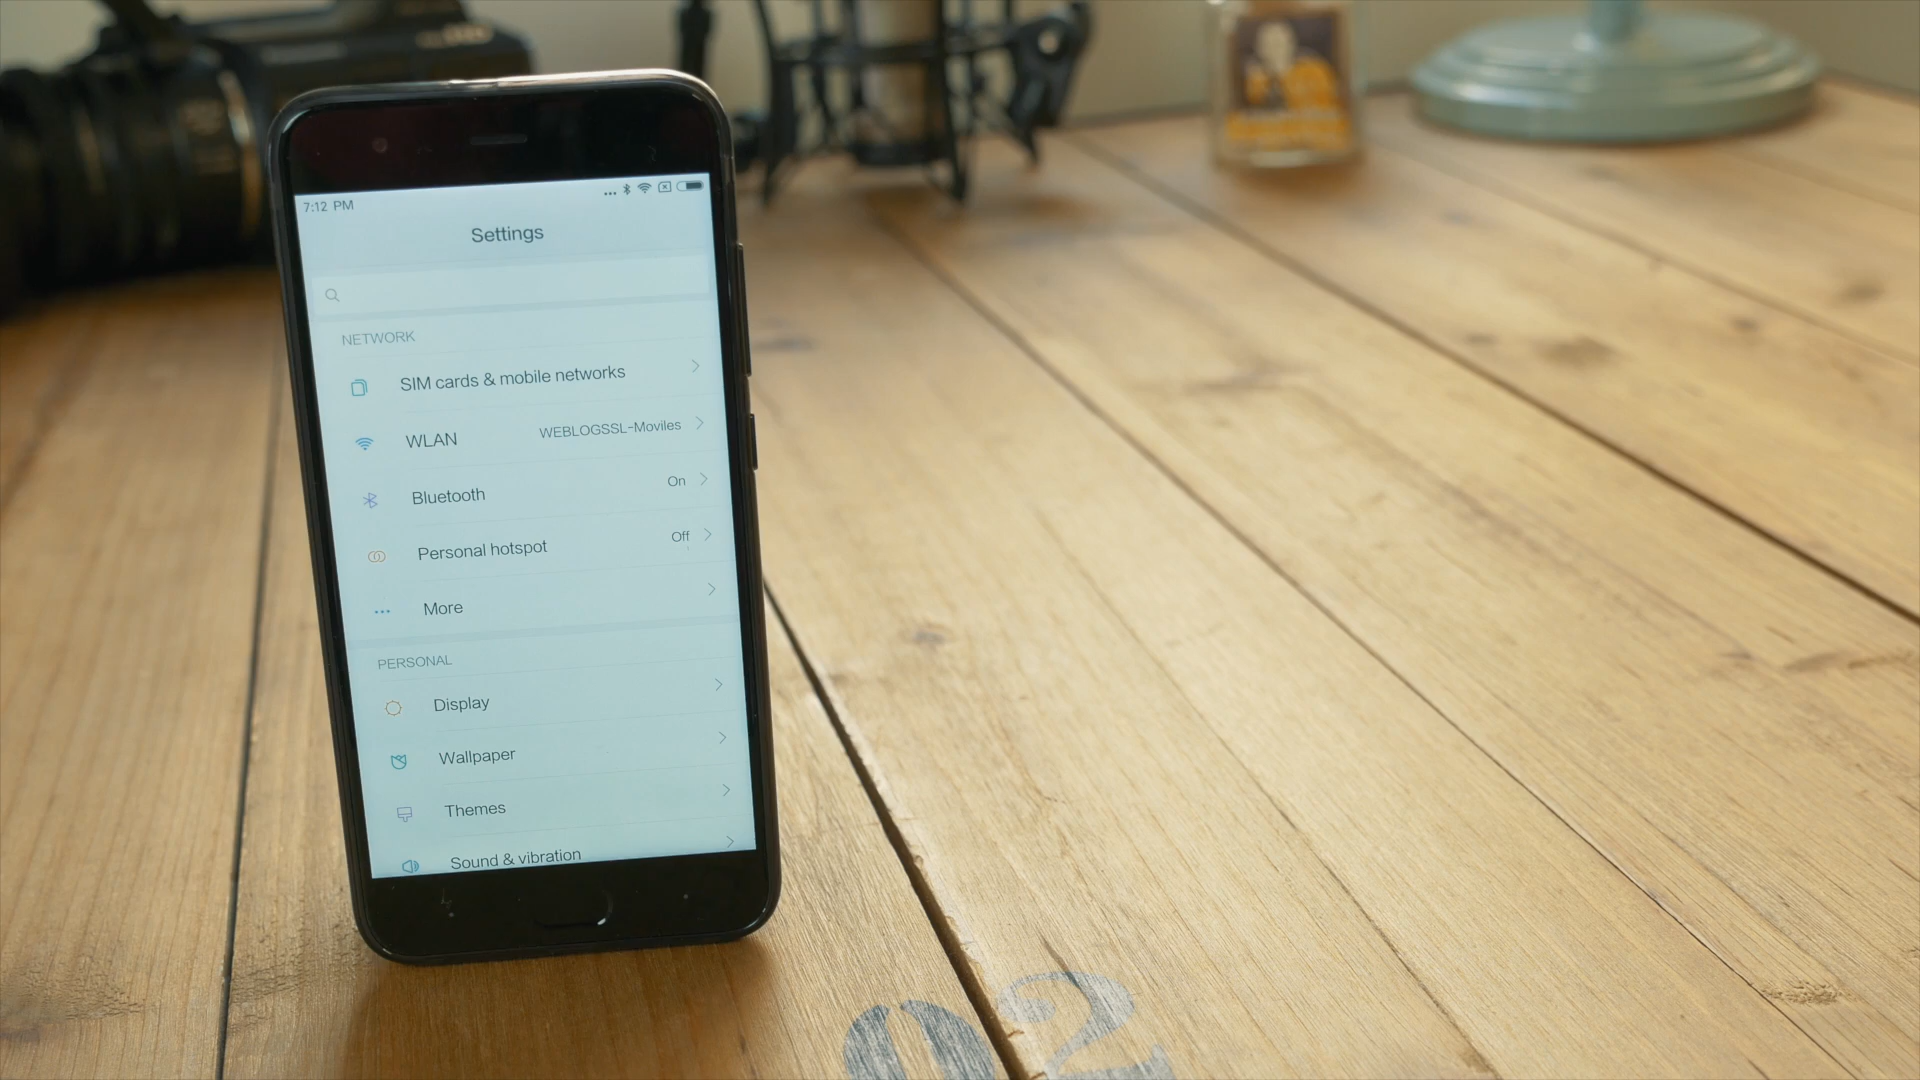 7:12 PM
Settings
NETWORK
SIM cards & mobile networks
WLAN WEBLOGSSL-Moviles
Bluetooth On
Personal hotspot Off
More
PERSONAL
Display
Wallpaper
Themes
Sound & vibration
02